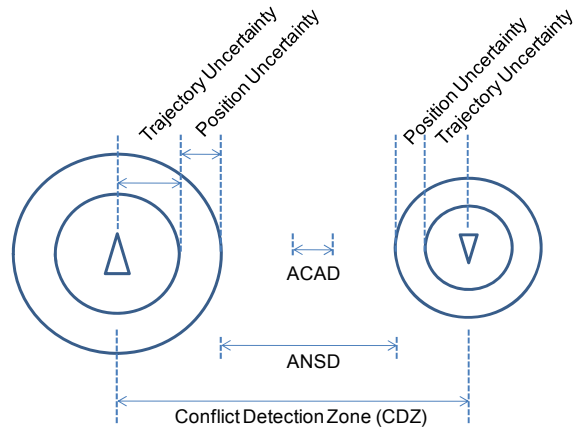 Trajectory Uncertainty
Position Uncertainty
Position Uncertainty
Trajectory Uncertainty
ACAD
ANSD
Conflict Detection Zone (CDZ)